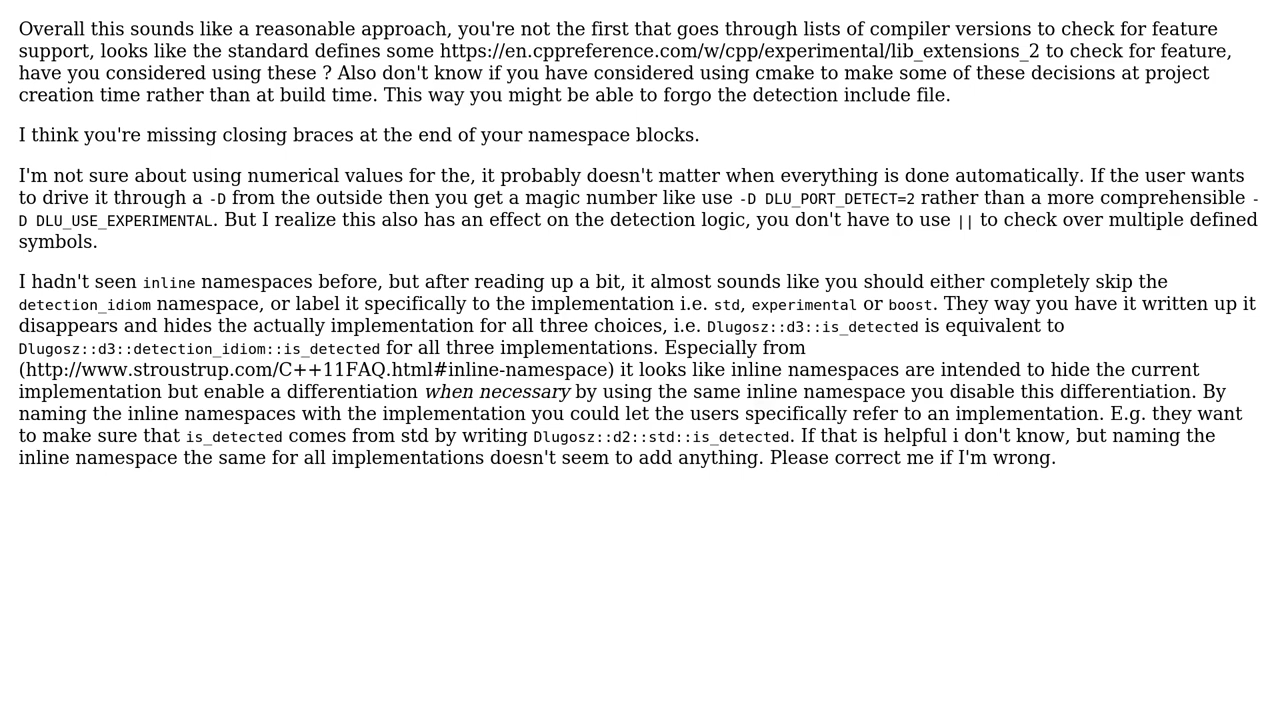 Overall this sounds like a reasonable approach, you're not the first that goes through lists of compiler versions to check for feature
support, looks like the standard defines some https://en.cppreference.com/w/cpp/experimental/lib_extensions_2 to check for feature,
have you considered using these ? Also don't know if you have considered using cmake to make some of these decisions at project
creation time rather than at build time. This way you might be able to forgo the detection include file.
I think you're missing closing braces at the end of your namespace blocks.
I'm not sure about using numerical values for the, it probably doesn't matter when everything is done automatically. If the user wants
to drive it through a -D from the outside then you get a magic number like use -D DLU_PORT_DETECT=2 rather than a more comprehensible -
D DLU_USE_EXPERIMENTAL. But I realize this also has an effect on the detection logic, you don't have to use || to check over multiple defined
symbols.
I hadn't seen inline namespaces before, but after reading up a bit, it almost sounds like you should either completely skip the
detection_idiom namespace, or label it specifically to the implementation i.e. std, experimental or boost. They way you have it written up it
disappears and hides the actually implementation for all three choices, i.e. Dlugosz::d3::is_detected is equivalent to
Dlugosz::d3::detection_idiom::is_detected for all three implementations. Especially from
(http://www.stroustrup.com/C++11FAQ.html#inline-namespace) it looks like inline namespaces are intended to hide the current
implementation but enable a differentiation when necessary by using the same inline namespace you disable this differentiation. By
naming the inline namespaces with the implementation you could let the users specifically refer to an implementation. E.g. they want
to make sure that is_detected comes from std by writing Dlugosz::d2::std::is_detected. If that is helpful i don't know, but naming the
inline namespace the same for all implementations doesn't seem to add anything. Please correct me if I'm wrong.